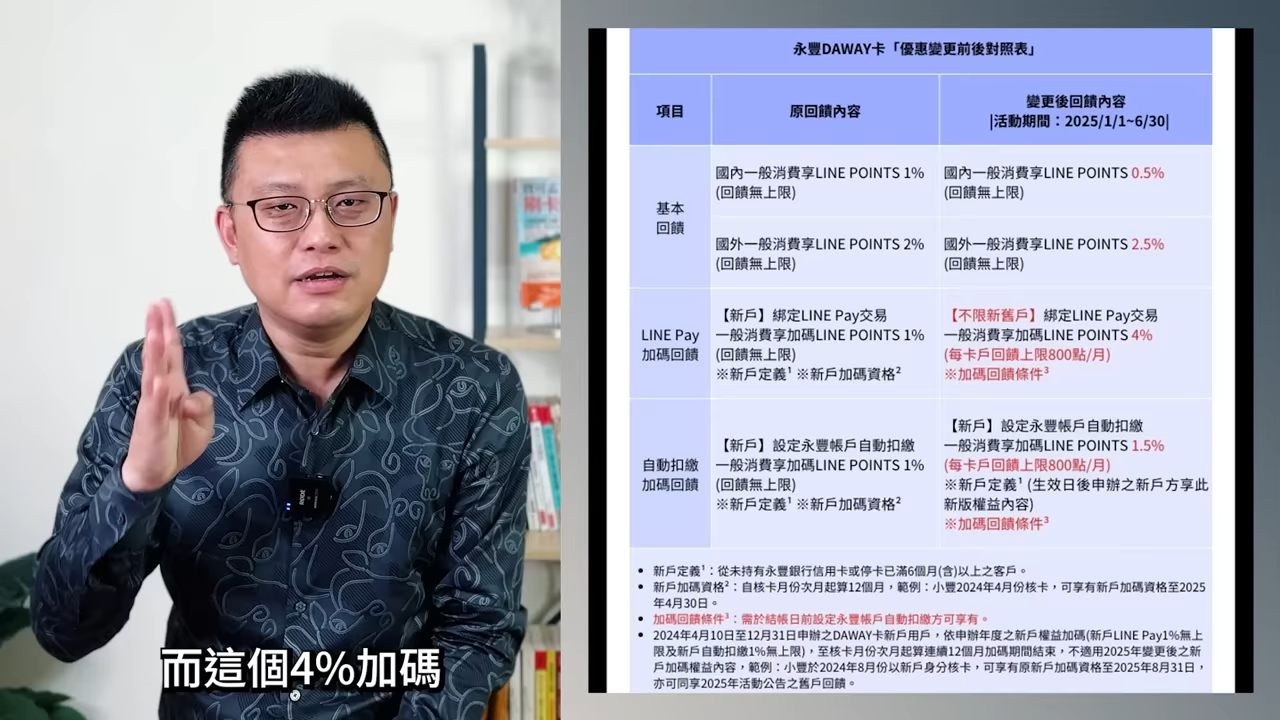 永豐DAWAY卡「優惠變更前後對照表」
項目
原回饋內容
變更後回饋內容
|活動期間：2025/1/1~6/30|
基本
回饋
國內一般消費享LINE POINTS 1%
(回饋無上限)
國內一般消費享LINE POINTS 0.5%
(回饋無上限)
國外一般消費享LINE POINTS 2%
(回饋無上限)
國外一般消費享LINE POINTS 2.5%
(回饋無上限)
LINE Pay
加碼回饋
【新戶】綁定LINE Pay交易
一般消費享加碼LINE POINTS 1%
(回饋無上限)
※新戶定義¹ ※新戶加碼資格²
【不限新舊戶】綁定LINE Pay交易
一般消費享加碼LINE POINTS 4%
(每卡戶回饋上限800點/月)
※加碼回饋條件³
自動扣繳
加碼回饋
【新戶】設定永豐帳戶自動扣繳
一般消費享加碼LINE POINTS 1%
(回饋無上限)
※新戶定義¹ ※新戶加碼資格²
【新戶】設定永豐帳戶自動扣繳
一般消費享加碼LINE POINTS 1.5%
(每卡戶回饋上限800點/月)
※新戶定義¹ (生效日後申辦之新戶方享此
新版權益內容)
※加碼回饋條件³
• 新戶定義¹：從未持有永豐銀行信用卡或停卡已滿6個月(含)以上之客戶。
• 新戶加碼資格²：自核卡月份次月起算12個月，範例：小豐2024年4月份核卡，可享有新戶加碼資格至2025
年4月30日。
• 加碼回饋條件³：需於結帳日前設定永豐帳戶自動扣繳方可享有。
• 2024年4月10日至12月31日申辦之DAWAY卡新戶用戶，依申辦年度之新戶權益加碼(新戶LINE Pay1%無上
限及新戶自動扣繳1%無上限)，至核卡月份次月起算連續12個月加碼期間結束，不適用2025年變更後之新
戶加碼權益內容，範例：小豐於2024年8月份以新戶身分核卡，可享有原新戶加碼資格至2025年8月31日，
亦可同享2025年活動公告之舊戶回饋。
而這個4%加碼